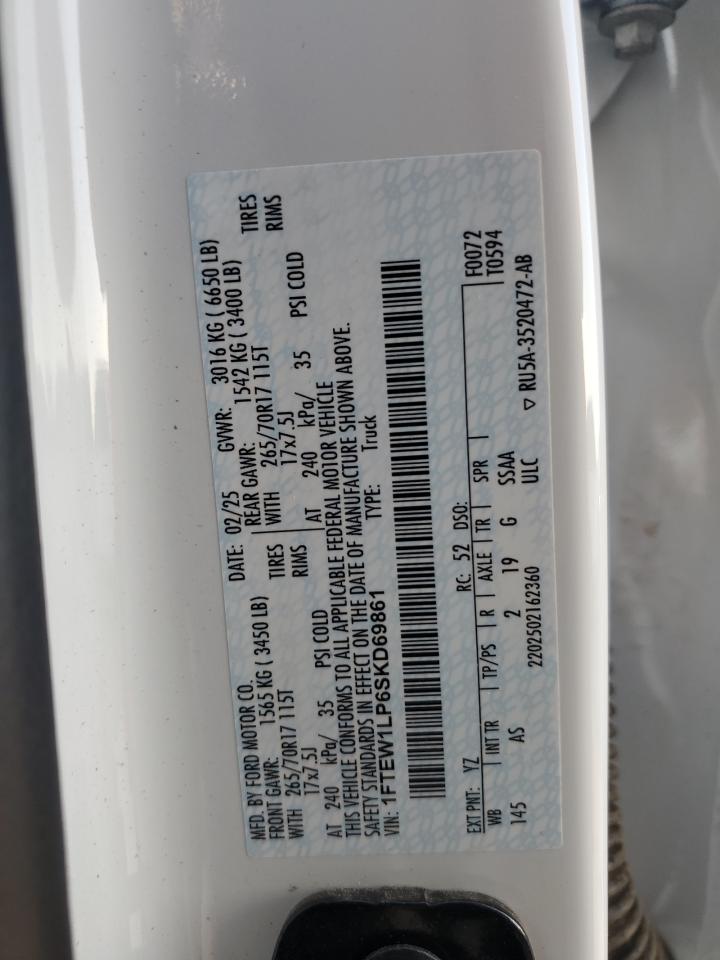 MFD. BY FORD MOTOR CO.
DATE: 02/25 GVWR: 3016 KG ( 6650 LB)
FRONT GAWR: 1565 KG ( 3450 LB)
REAR GAWR: 1542 KG ( 3400 LB)
WITH 265/70R17 115T TIRES
WITH 265/70R17 115T TIRES
17x7.5J RIMS
17x7.5J RIMS
AT 240 kPa/ 35 PSI COLD
AT 240 kPa/ 35 PSI COLD
THIS VEHICLE CONFORMS TO ALL APPLICABLE FEDERAL MOTOR VEHICLE
SAFETY STANDARDS IN EFFECT ON THE DATE OF MANUFACTURE SHOWN ABOVE.
VIN: 1FTEW1LP6SKD69861
TYPE: Truck
EXT PNT: YZ RC: 52 DSO: F0072
WB INT TR TP/PS R AXLE TR SPR T0594
145 AS 2 19 G SSAA
2202502162360 ULC
▽ RU5A-3520472-AB